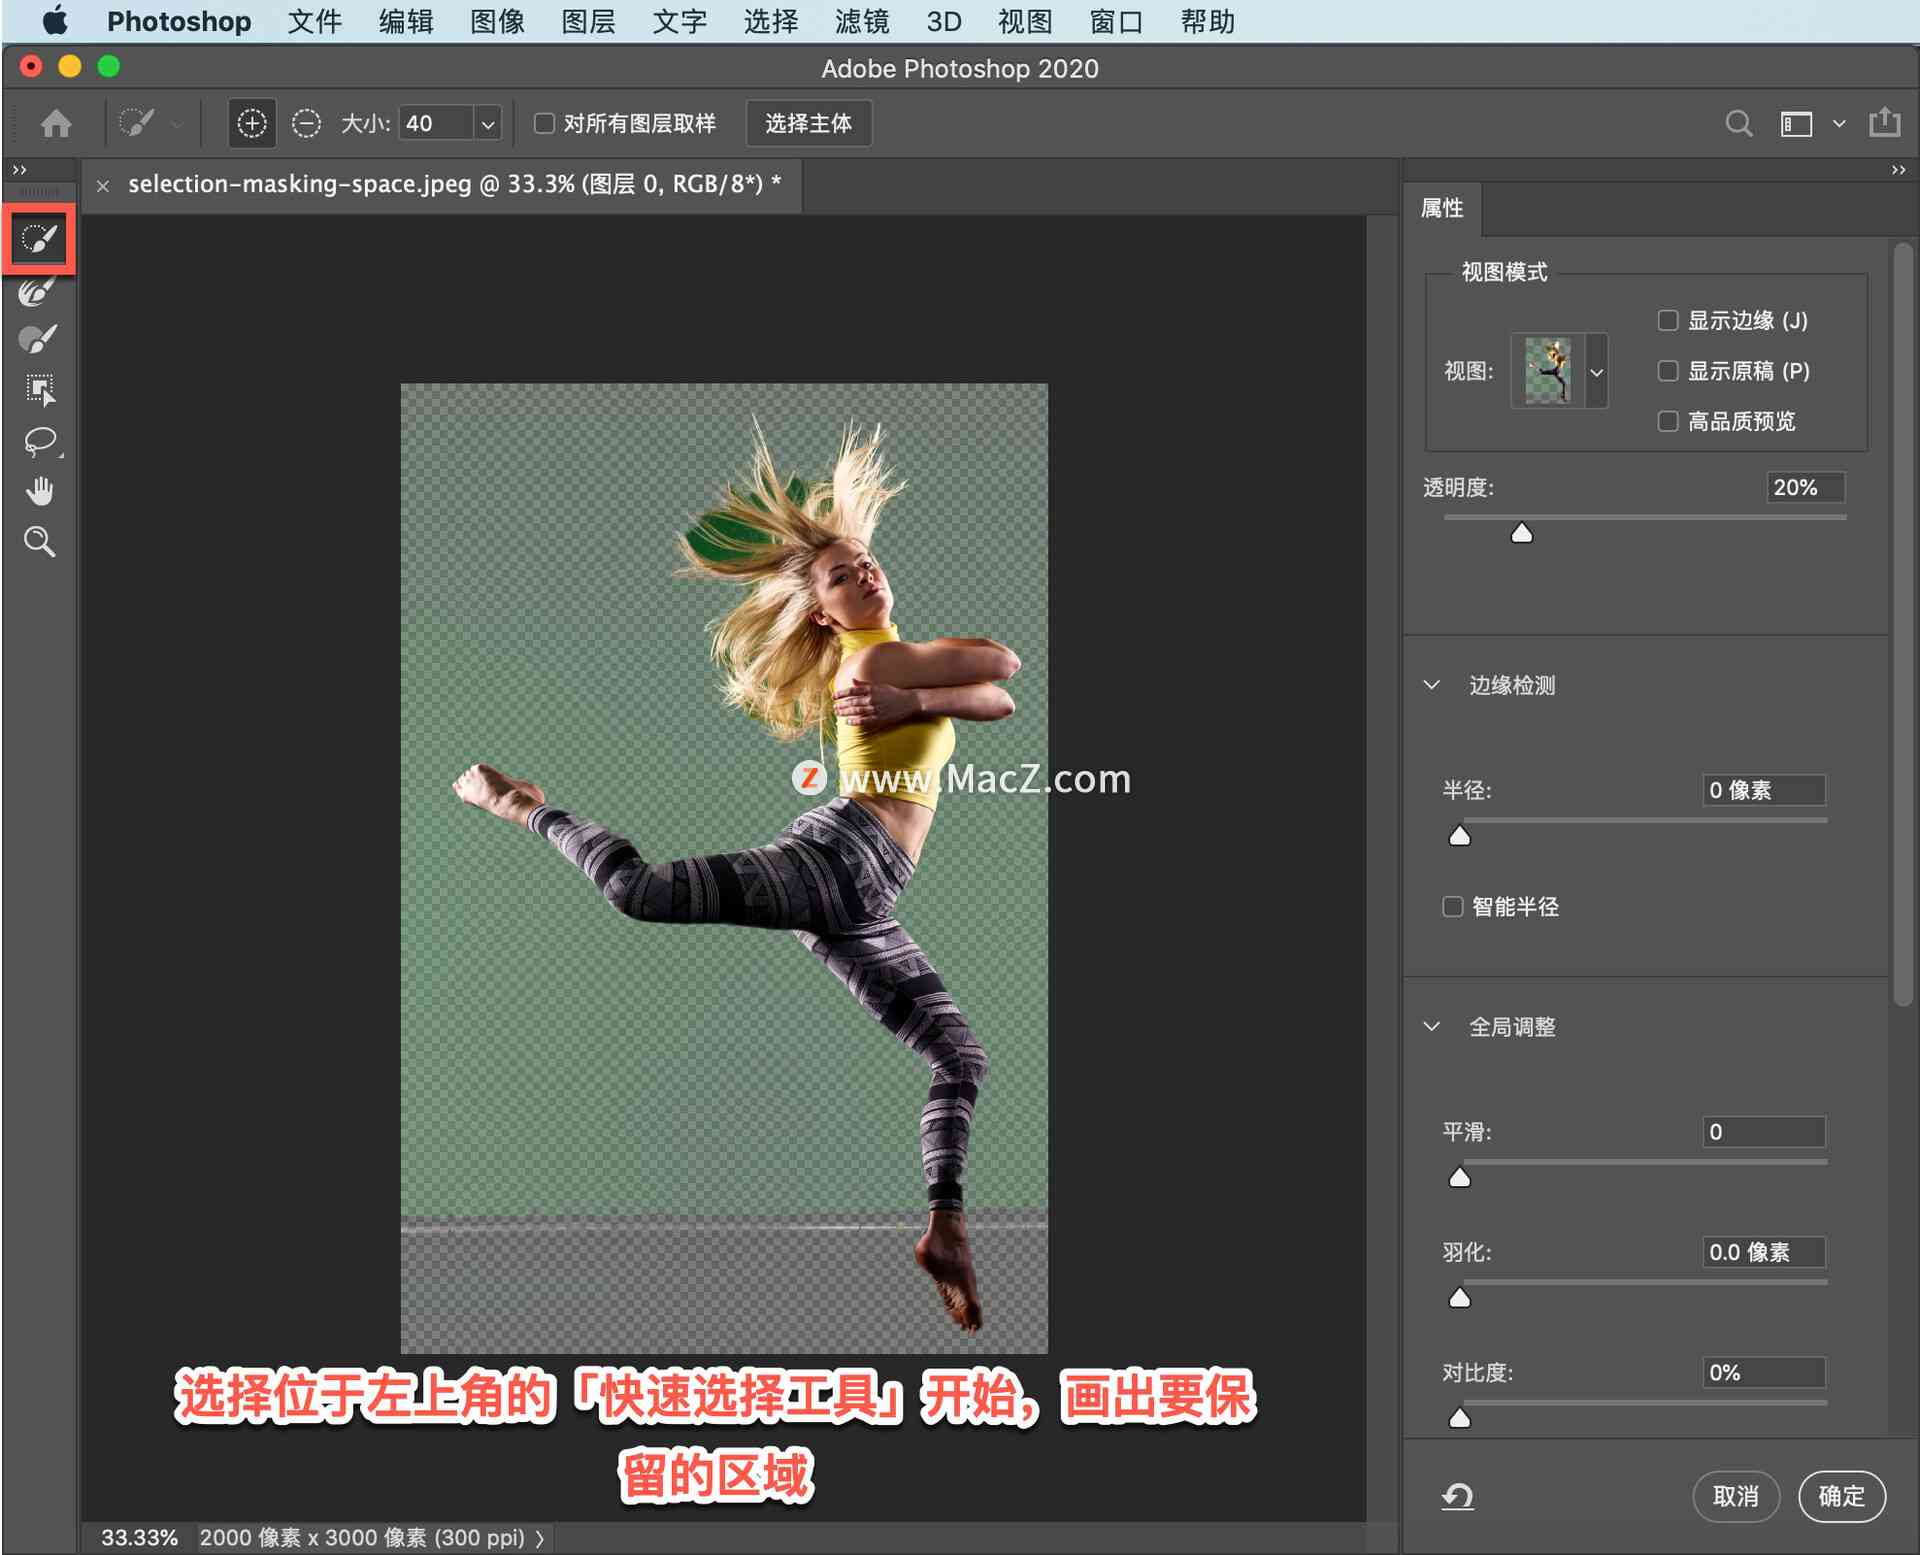 Photoshop 文件 编辑 图像 图层 文字 选择 滤镜 3D 视图 窗口 帮助
Adobe Photoshop 2020
大小: 40 对所有图层取样 选择主体
selection-masking-space.jpeg @ 33.3% (图层 0, RGB/8*) *
属性
视图模式
显示边缘 (J)
视图: 显示原稿 (P)
高品质预览
透明度: 20%
边缘检测
半径: 0 像素
智能半径
全局调整
平滑: 0
羽化: 0.0 像素
对比度: 0%
取消 确定
Z www.MacZ.com
选择位于左上角的「快速选择工具」开始，画出要保
留的区域
33.33% 2000 像素 x 3000 像素 (300 ppi)